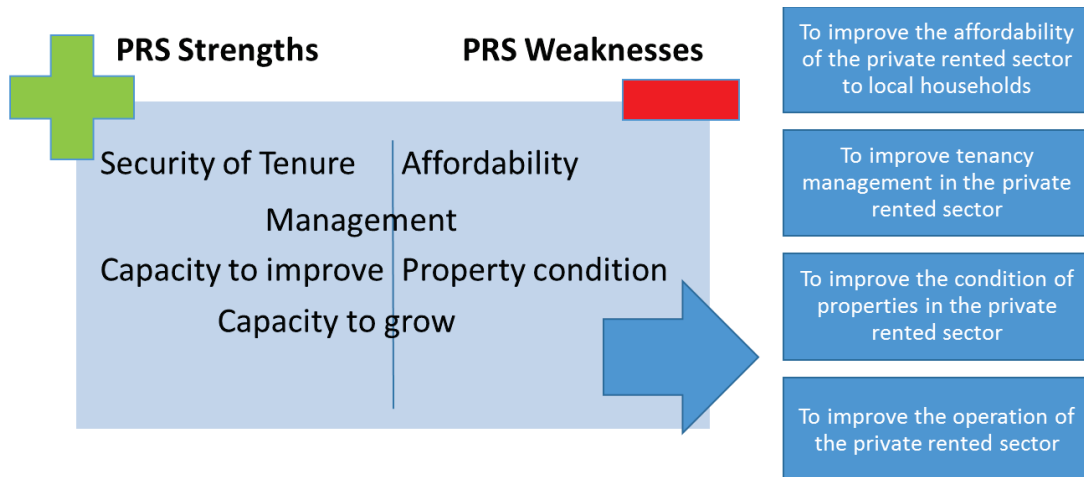 PRS Strengths
PRS Weaknesses
Security of Tenure
Affordability
Management
Capacity to improve
Property condition
Capacity to grow
To improve the affordability
of the private rented sector
to local households
To improve tenancy
management in the private
rented sector
To improve the condition of
properties in the private
rented sector
To improve the operation of
the private rented sector